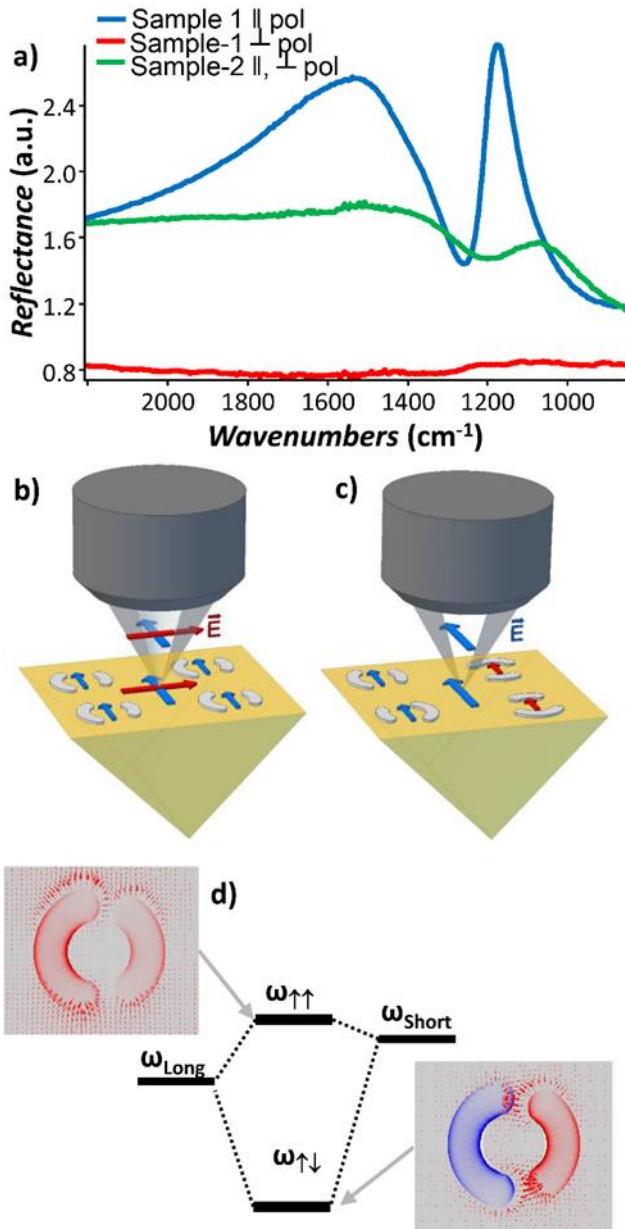 a)
Sample 1 ǁ pol
Sample-1 ⊥ pol
Sample-2 ǁ, ⊥ pol
Reflectance (a.u.)
2.4
2.0
1.6
1.2
0.8
2000 1800 1600 1400 1200 1000
Wavenumbers (cm⁻¹)
b)
E⃗
c)
E⃗
d)
ω↑↑
ωShort
ωLong
ω↑↓